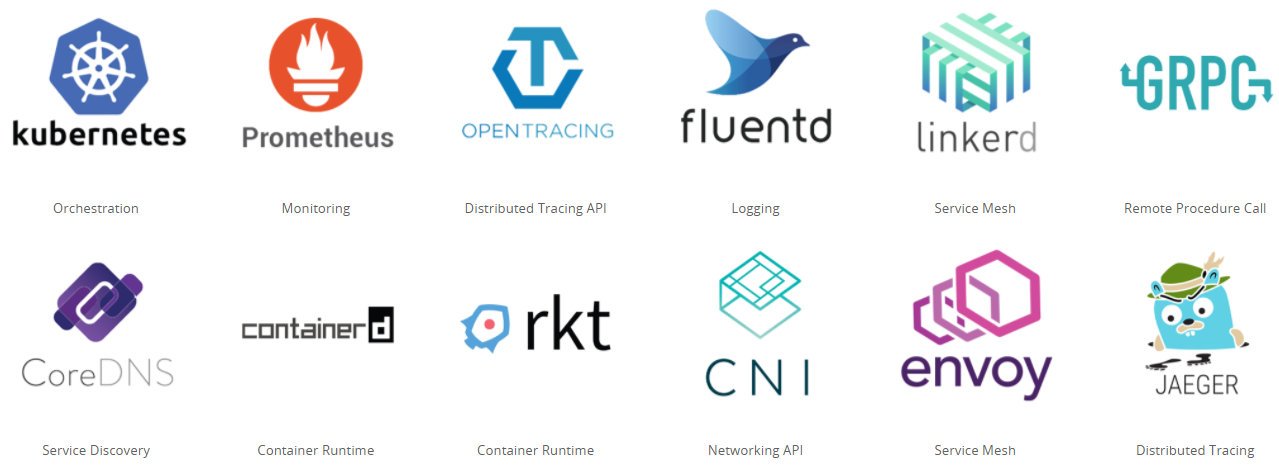 kubernetes
Prometheus
OPENTRACING
fluentd
linkerd
GRPC
Orchestration
Monitoring
Distributed Tracing API
Logging
Service Mesh
Remote Procedure Call
CoreDNS
containerd
rkt
CNI
envoy
JAEGER
Service Discovery
Container Runtime
Container Runtime
Networking API
Service Mesh
Distributed Tracing